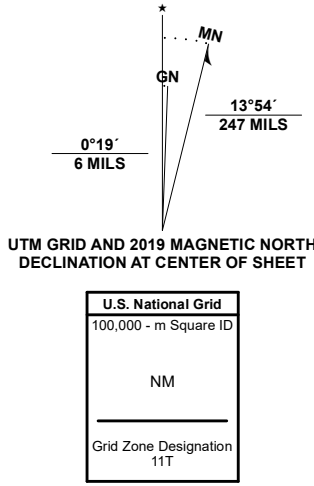 ★
MN
GN
13°54´
247 MILS
0°19´
6 MILS
UTM GRID AND 2019 MAGNETIC NORTH
DECLINATION AT CENTER OF SHEET
U.S. National Grid
100,000 - m Square ID
NM
Grid Zone Designation
11T